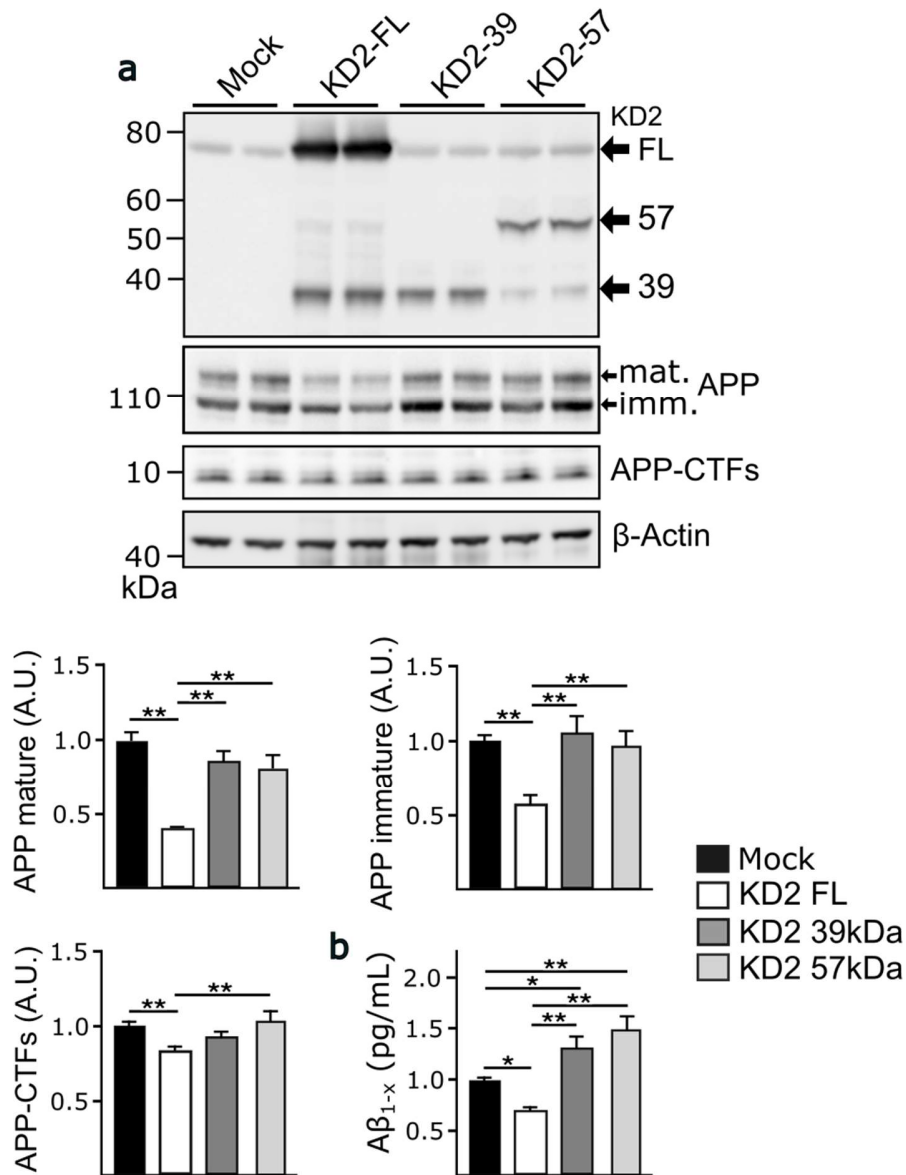 a
Mock KD2-FL KD2-39 KD2-57
KD2
80 FL
60
57
50
40
39
mat.
APP
110
imm.
10 APP-CTFs
β-Actin
40
kDa
1.5
1.0
0.5
APP mature (A.U.)
**
**
**
1.5
1.0
0.5
APP immature (A.U.)
**
**
**
Mock
KD2 FL
KD2 39kDa
KD2 57kDa
1.5
1.0
0.5
APP-CTFs (A.U.)
**
**
b
2.0
1.5
1.0
0.5
Aβ1-x (pg/mL)
**
*
**
**
*